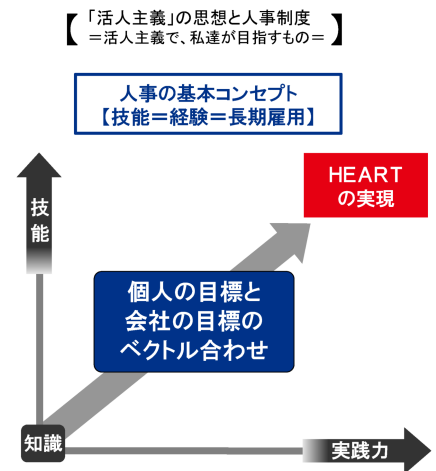 「活人主義」の思想と人事制度
＝活人主義で、私達が目指すもの＝
人事の基本コンセプト
【技能＝経験＝長期雇用】
HEART
の実現
技能
個人の目標と
会社の目標の
ベクトル合わせ
知識
実践力